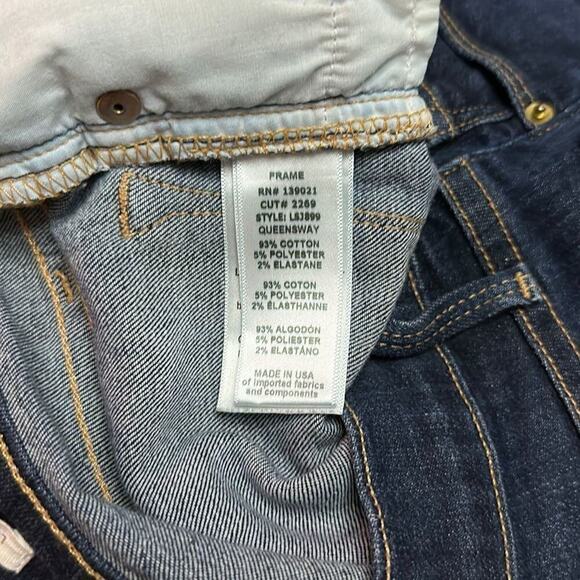 FRAME
RN# 139021
CUT# 2269
STYLE: LSJ899
QUEENSWAY
93% COTTON
5% POLYESTER
2% ELASTANE
93% COTON
5% POLYESTER
2% ÉLASTHANNE
93% ALGODÓN
5% POLIESTER
2% ELASTÁNO
MADE IN USA
of imported fabrics
and components